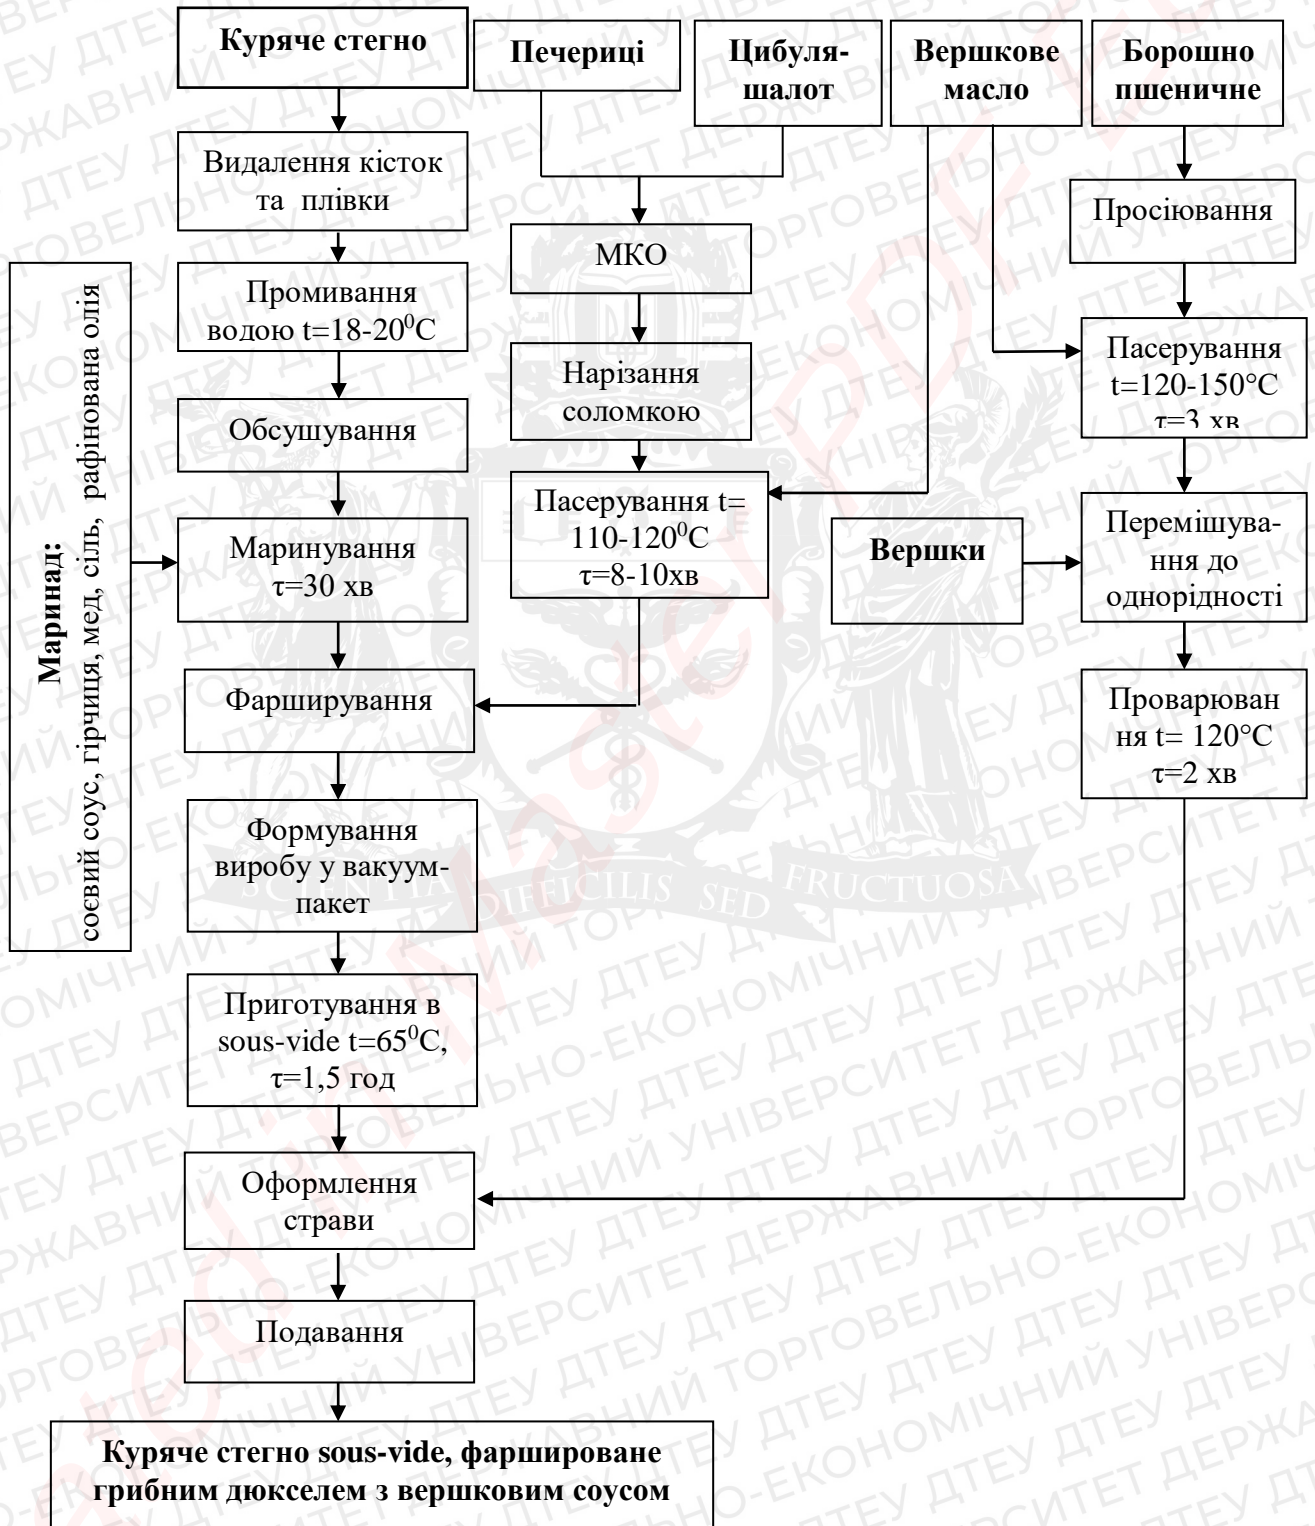 Куряче стегно
Печериці
Цибуля-
шалот
Вершкове
масло
Борошно
пшеничне
Видалення кісток
та плівки
Просіювання
МКО
Маринад:
соєвий соус, гірчиця, мед, сіль, рафінована олія
Промивання
водою t=18-20⁰С
Нарізання
соломкою
Пасерування
t=120-150°С
τ=3 хв
Обсушування
Пасерування t=
110-120⁰С
τ=8-10хв
Вершки
Перемішува-
ння до
однорідності
Маринування
τ=30 хв
Фарширування
Проварюван
ня t= 120°С
τ=2 хв
Формування
виробу у вакуум-
пакет
SCIENTIA DIFFICILIS SED FRUCTUOSA
Приготування в
sous-vide t=65⁰С,
τ=1,5 год
Оформлення
страви
Подавання
Куряче стегно sous-vide, фаршироване
грибним дюкселем з вершковим соусом